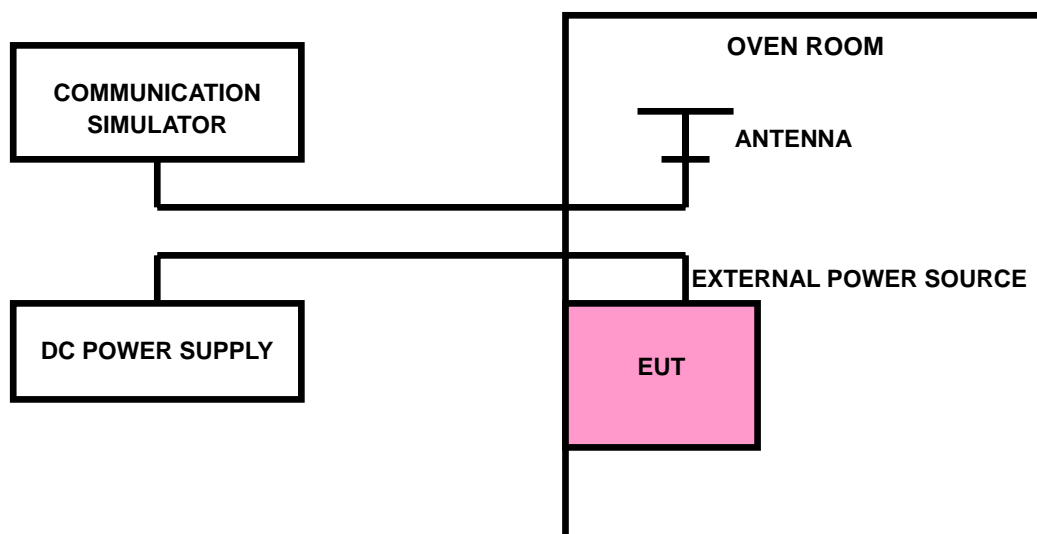 OVEN ROOM
COMMUNICATION
SIMULATOR
ANTENNA
EXTERNAL POWER SOURCE
DC POWER SUPPLY
EUT